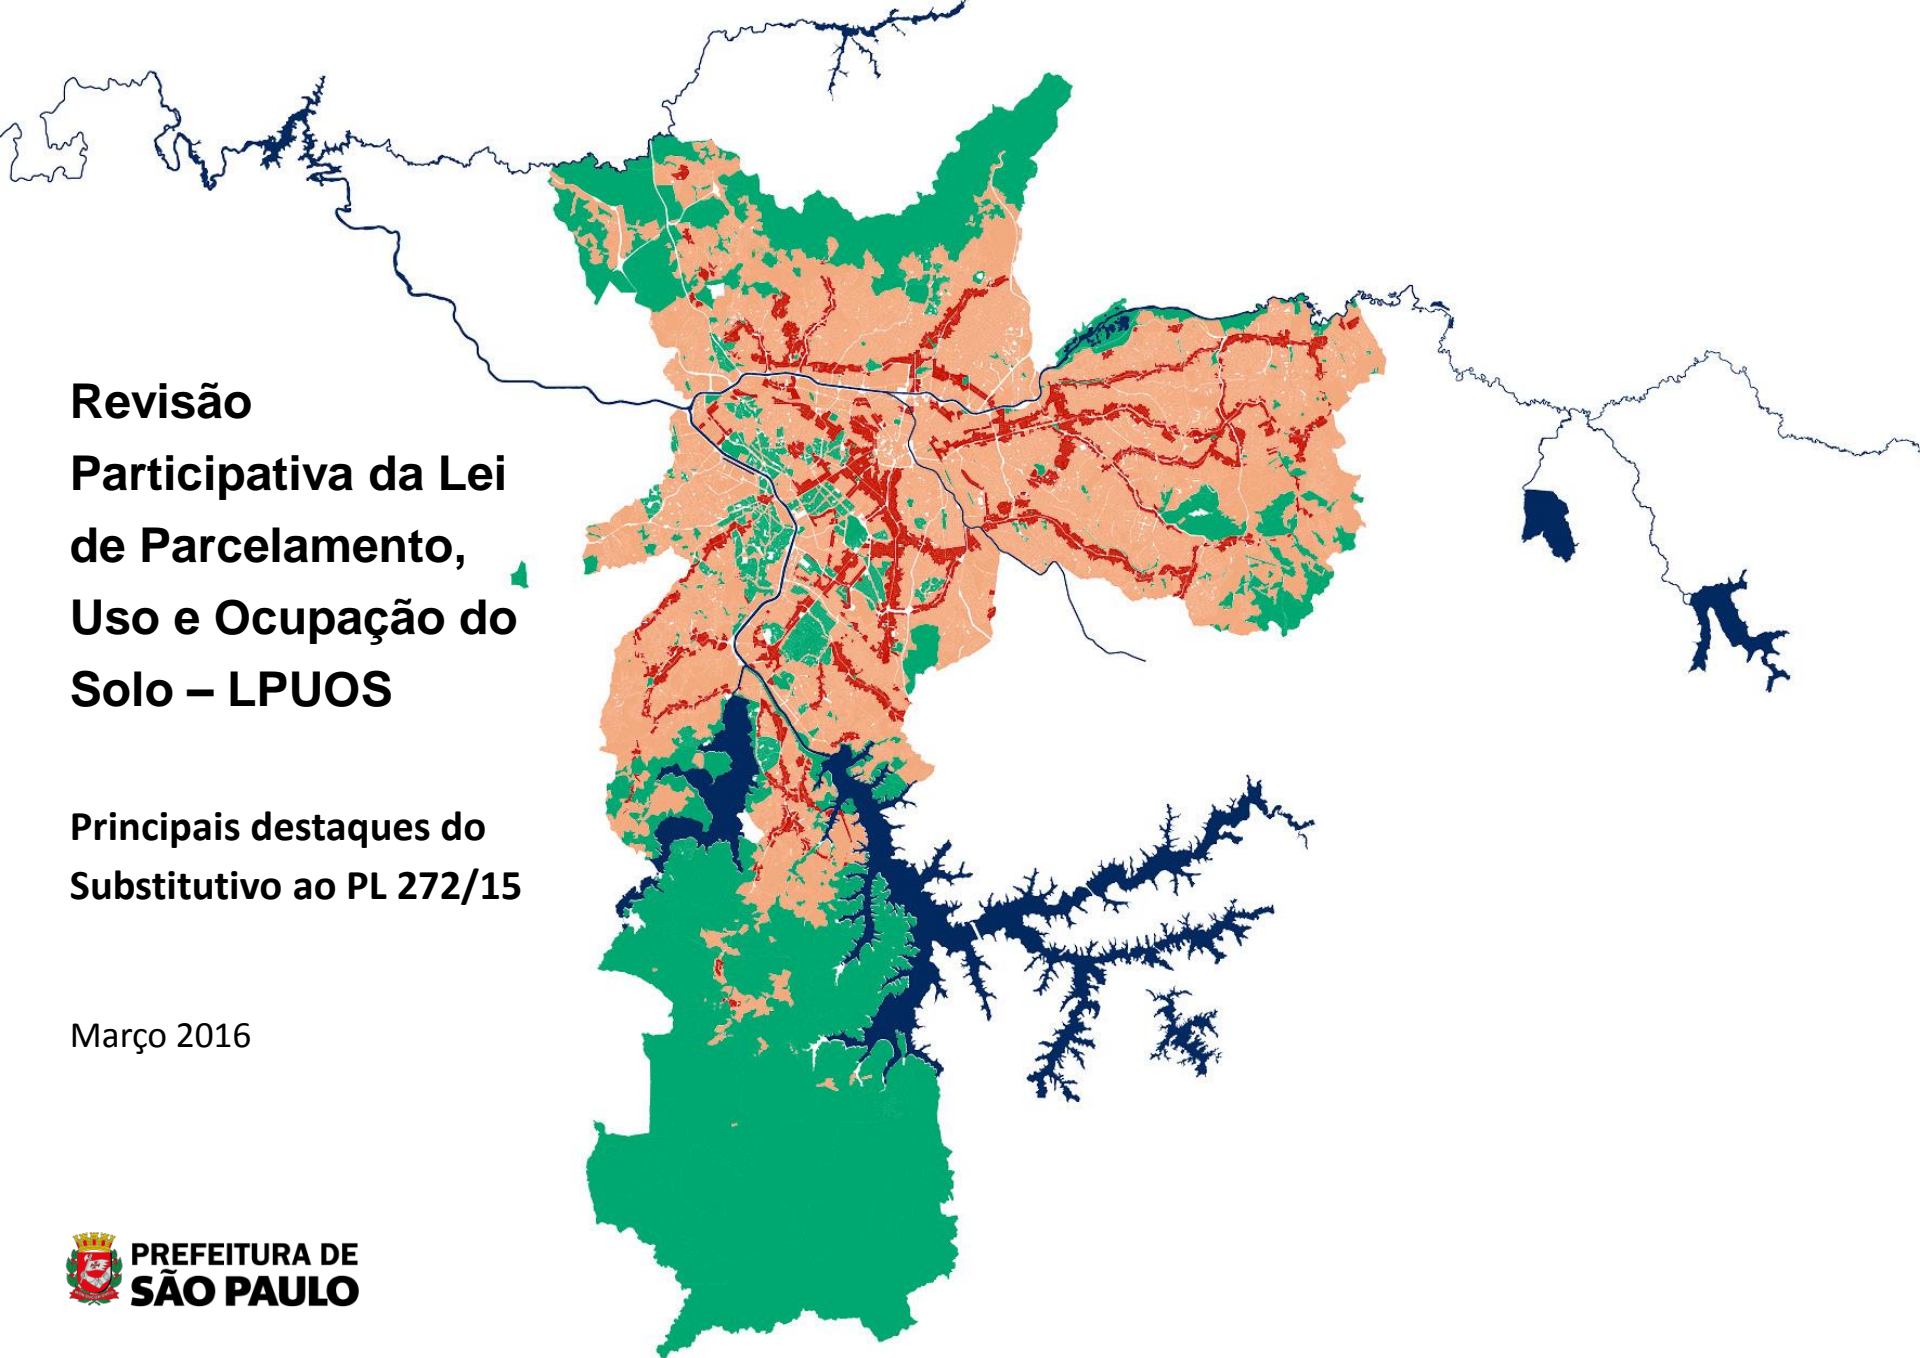 Revisão
Participativa da Lei
de Parcelamento,
Uso e Ocupação do
Solo – LPUOS
Principais destaques do
Substitutivo ao PL 272/15
Março 2016
PREFEITURA DE
SÃO PAULO